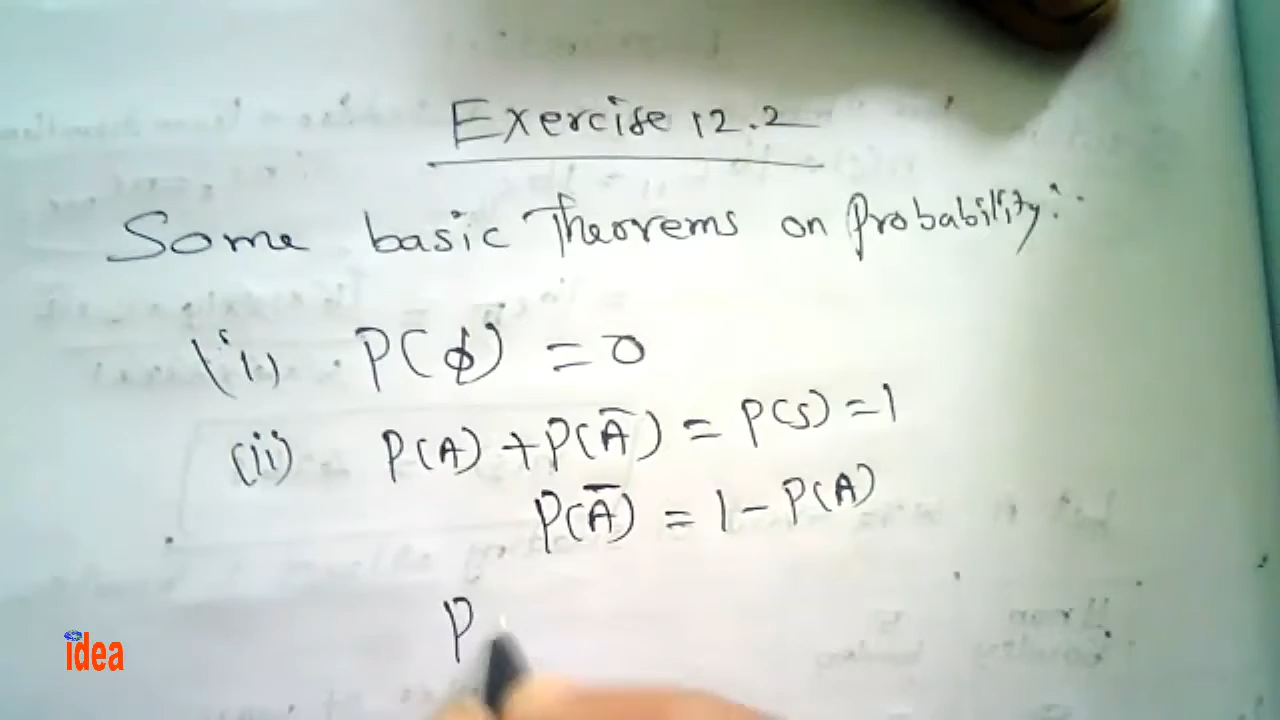 Exercise 12.2
Some basic Theorems on Probability:-
(i) P(ϕ) = 0
(ii) P(A) + P(A̅) = P(S) = 1
P(A̅) = 1 - P(A)
P
idea